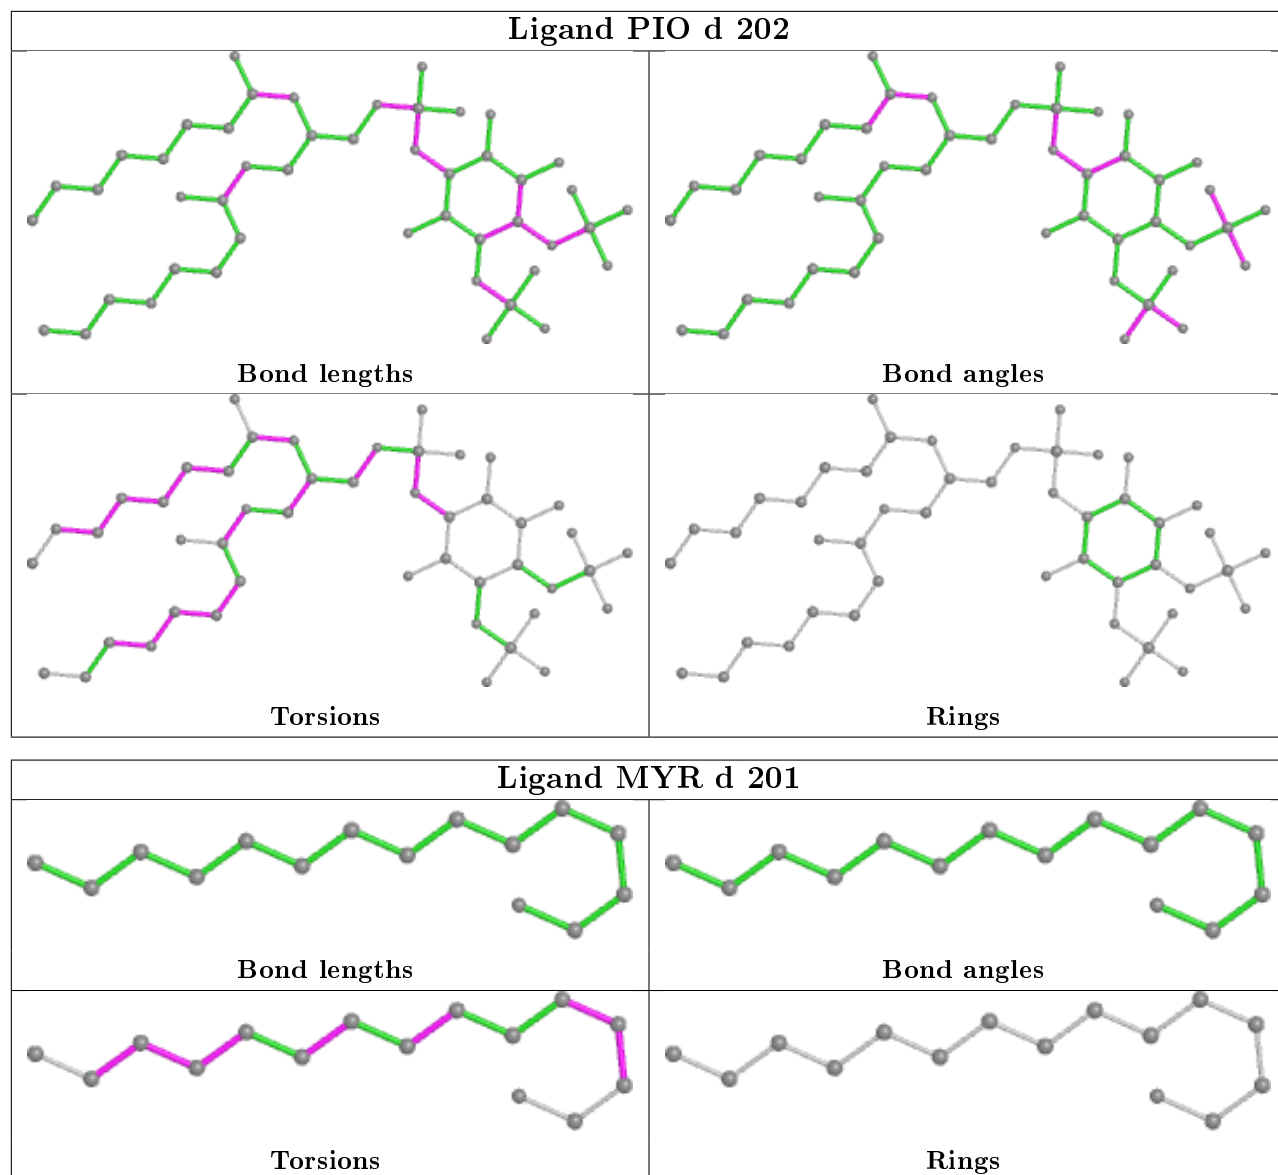 Ligand PIO d 202
Bond lengths
Bond angles
Torsions
Rings
Ligand MYR d 201
Bond lengths
Bond angles
Torsions
Rings